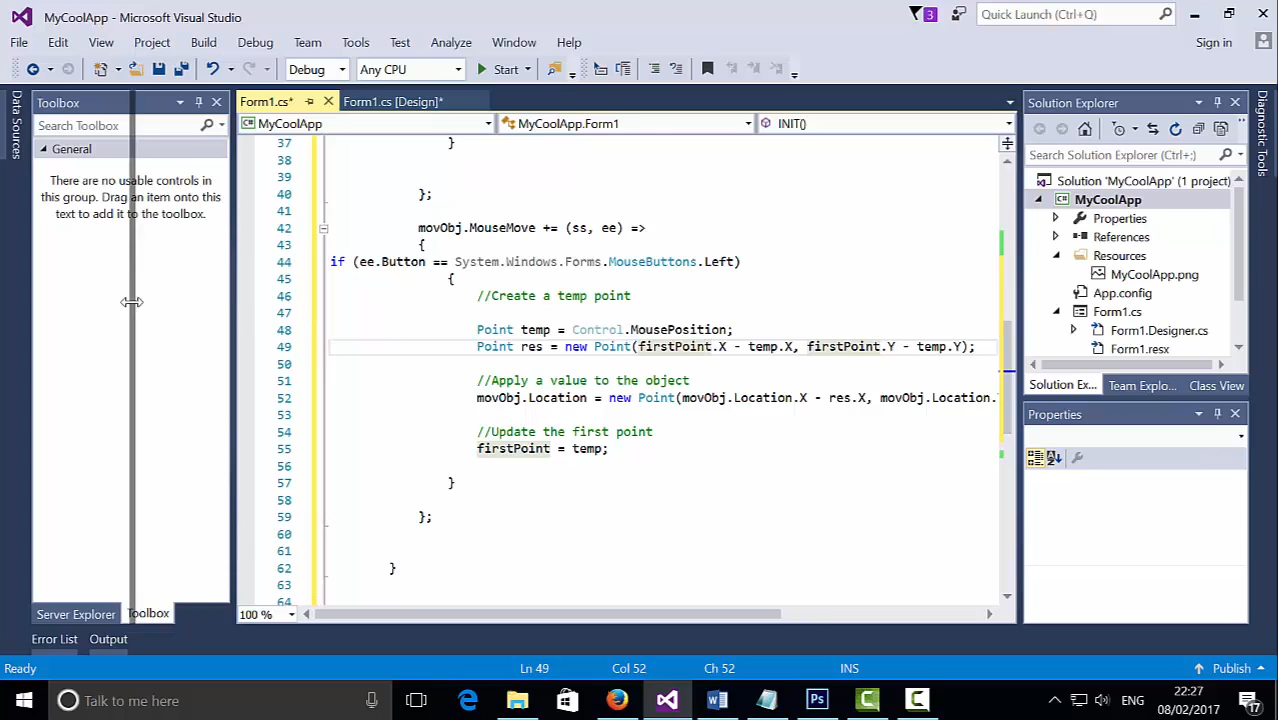 MyCoolApp - Microsoft Visual Studio
3
Quick Launch (Ctrl+Q)
File Edit View Project Build Debug Team Tools Test Analyze Window Help
Sign in
Debug Any CPU Start
Data Sources
Toolbox
Search Toolbox
General
There are no usable controls in
this group. Drag an item onto this
text to add it to the toolbox.
Server Explorer Toolbox
Form1.cs* Form1.cs [Design]*
MyCoolApp MyCoolApp.Form1 INIT()
37 }
38
39
40 };
41
42 movObj.MouseMove += (ss, ee) =>
43 {
44 if (ee.Button == System.Windows.Forms.MouseButtons.Left)
45 {
46 //Create a temp point
47
48 Point temp = Control.MousePosition;
49 Point res = new Point(firstPoint.X - temp.X, firstPoint.Y - temp.Y);
50
51 //Apply a value to the object
52 movObj.Location = new Point(movObj.Location.X - res.X, movObj.Location.
53
54 //Update the first point
55 firstPoint = temp;
56
57 }
58
59 };
60
61
62 }
63
64
100 %
Solution Explorer
Search Solution Explorer (Ctrl+;)
Solution 'MyCoolApp' (1 project)
MyCoolApp
Properties
References
Resources
MyCoolApp.png
App.config
Form1.cs
Form1.Designer.cs
Form1.resx
Solution Ex... Team Explo... Class View
Properties
Diagnostic Tools
Error List Output
Ready Ln 49 Col 52 Ch 52 INS Publish
Talk to me
ENG
22:27
08/02/2017
17